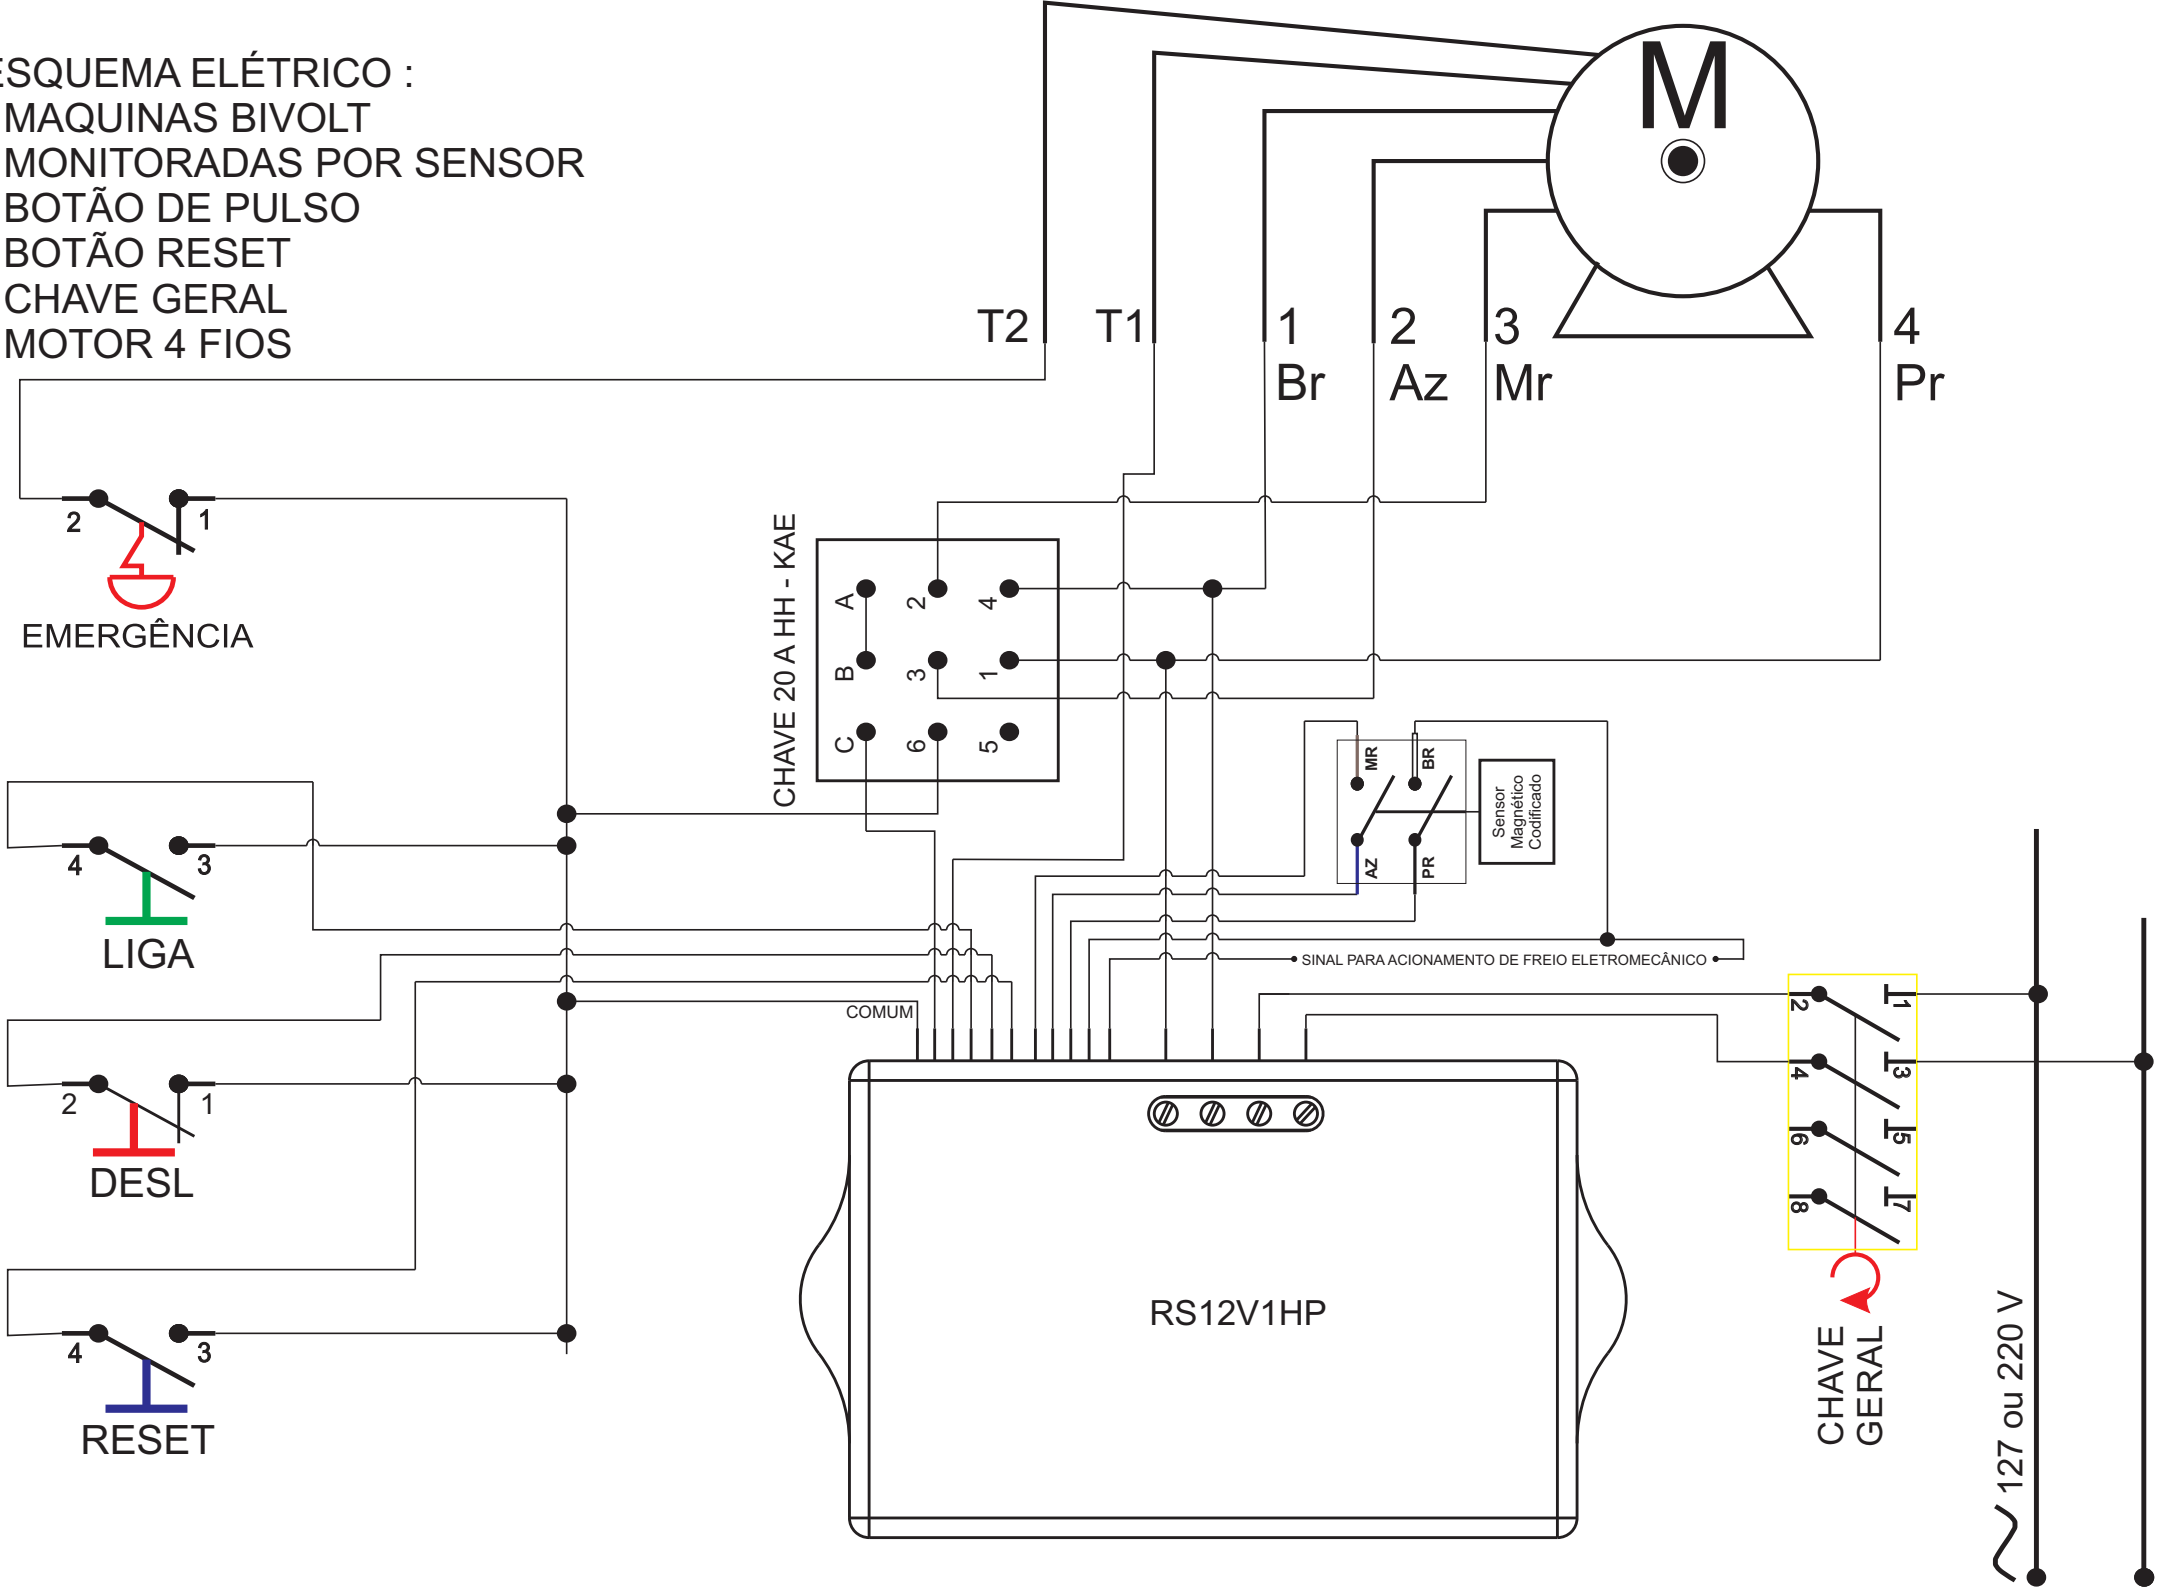 ESQUEMA ELÉTRICO :
MAQUINAS BIVOLT
MONITORADAS POR SENSOR
BOTÃO DE PULSO
BOTÃO RESET
CHAVE GERAL
MOTOR 4 FIOS
M
T2 T1 1 2 3 4
Br Az Mr Pr
2 1
EMERGÊNCIA
CHAVE 20 A HH - KAE
A 2 4
B 3 1
C 6 5
MR BR
AZ PR
Sensor
Magnético
Codificado
4 3
LIGA
SINAL PARA ACIONAMENTO DE FREIO ELETROMECÂNICO
COMUM
2 1
DESL
4 3
RESET
RS12V1HP
2 1
4 3
6 5
8 7
CHAVE
GERAL
127 ou 220 V